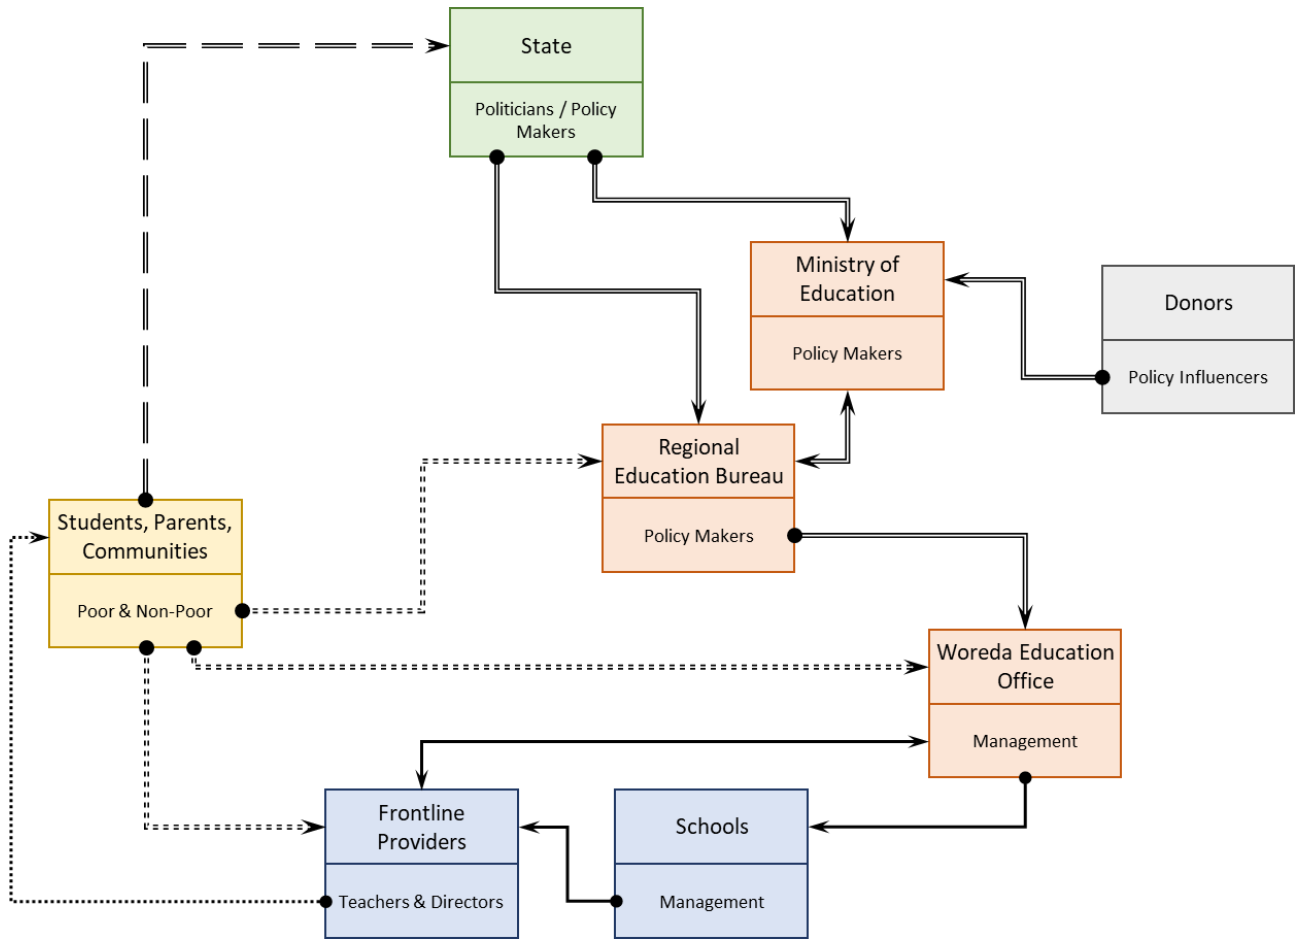 State
Politicians / Policy
Makers
Ministry of
Education
Policy Makers
Donors
Policy Influencers
Regional
Education Bureau
Policy Makers
Students, Parents,
Communities
Poor & Non-Poor
Woreda Education
Office
Management
Frontline
Providers
Teachers & Directors
Schools
Management